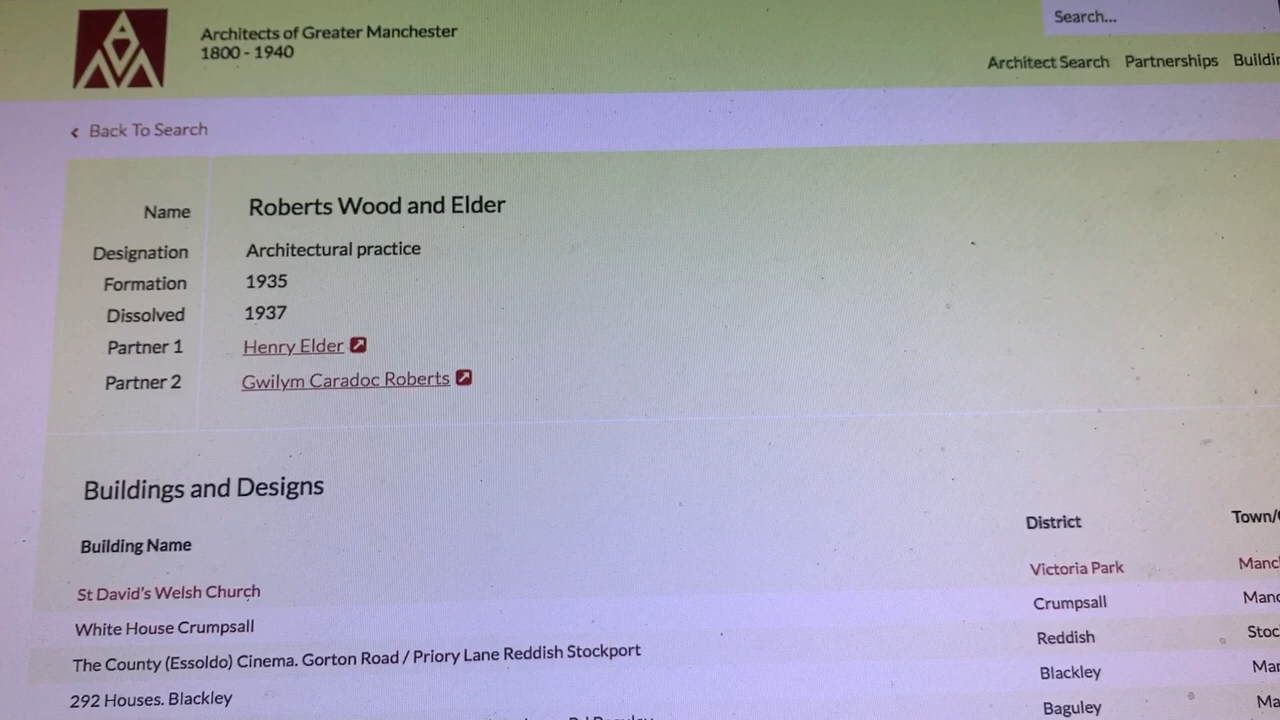 Architects of Greater Manchester
1800 - 1940
Search...
Architect Search Partnerships
< Back To Search
Name Roberts Wood and Elder
Designation Architectural practice
Formation 1935
Dissolved 1937
Partner 1 Henry Elder
Partner 2 Gwilym Caradoc Roberts
Buildings and Designs
Building Name District
St David's Welsh Church Victoria Park
White House Crumpsall Crumpsall
The County (Essoldo) Cinema. Gorton Road / Priory Lane Reddish Stockport Reddish
292 Houses. Blackley Blackley
Baguley